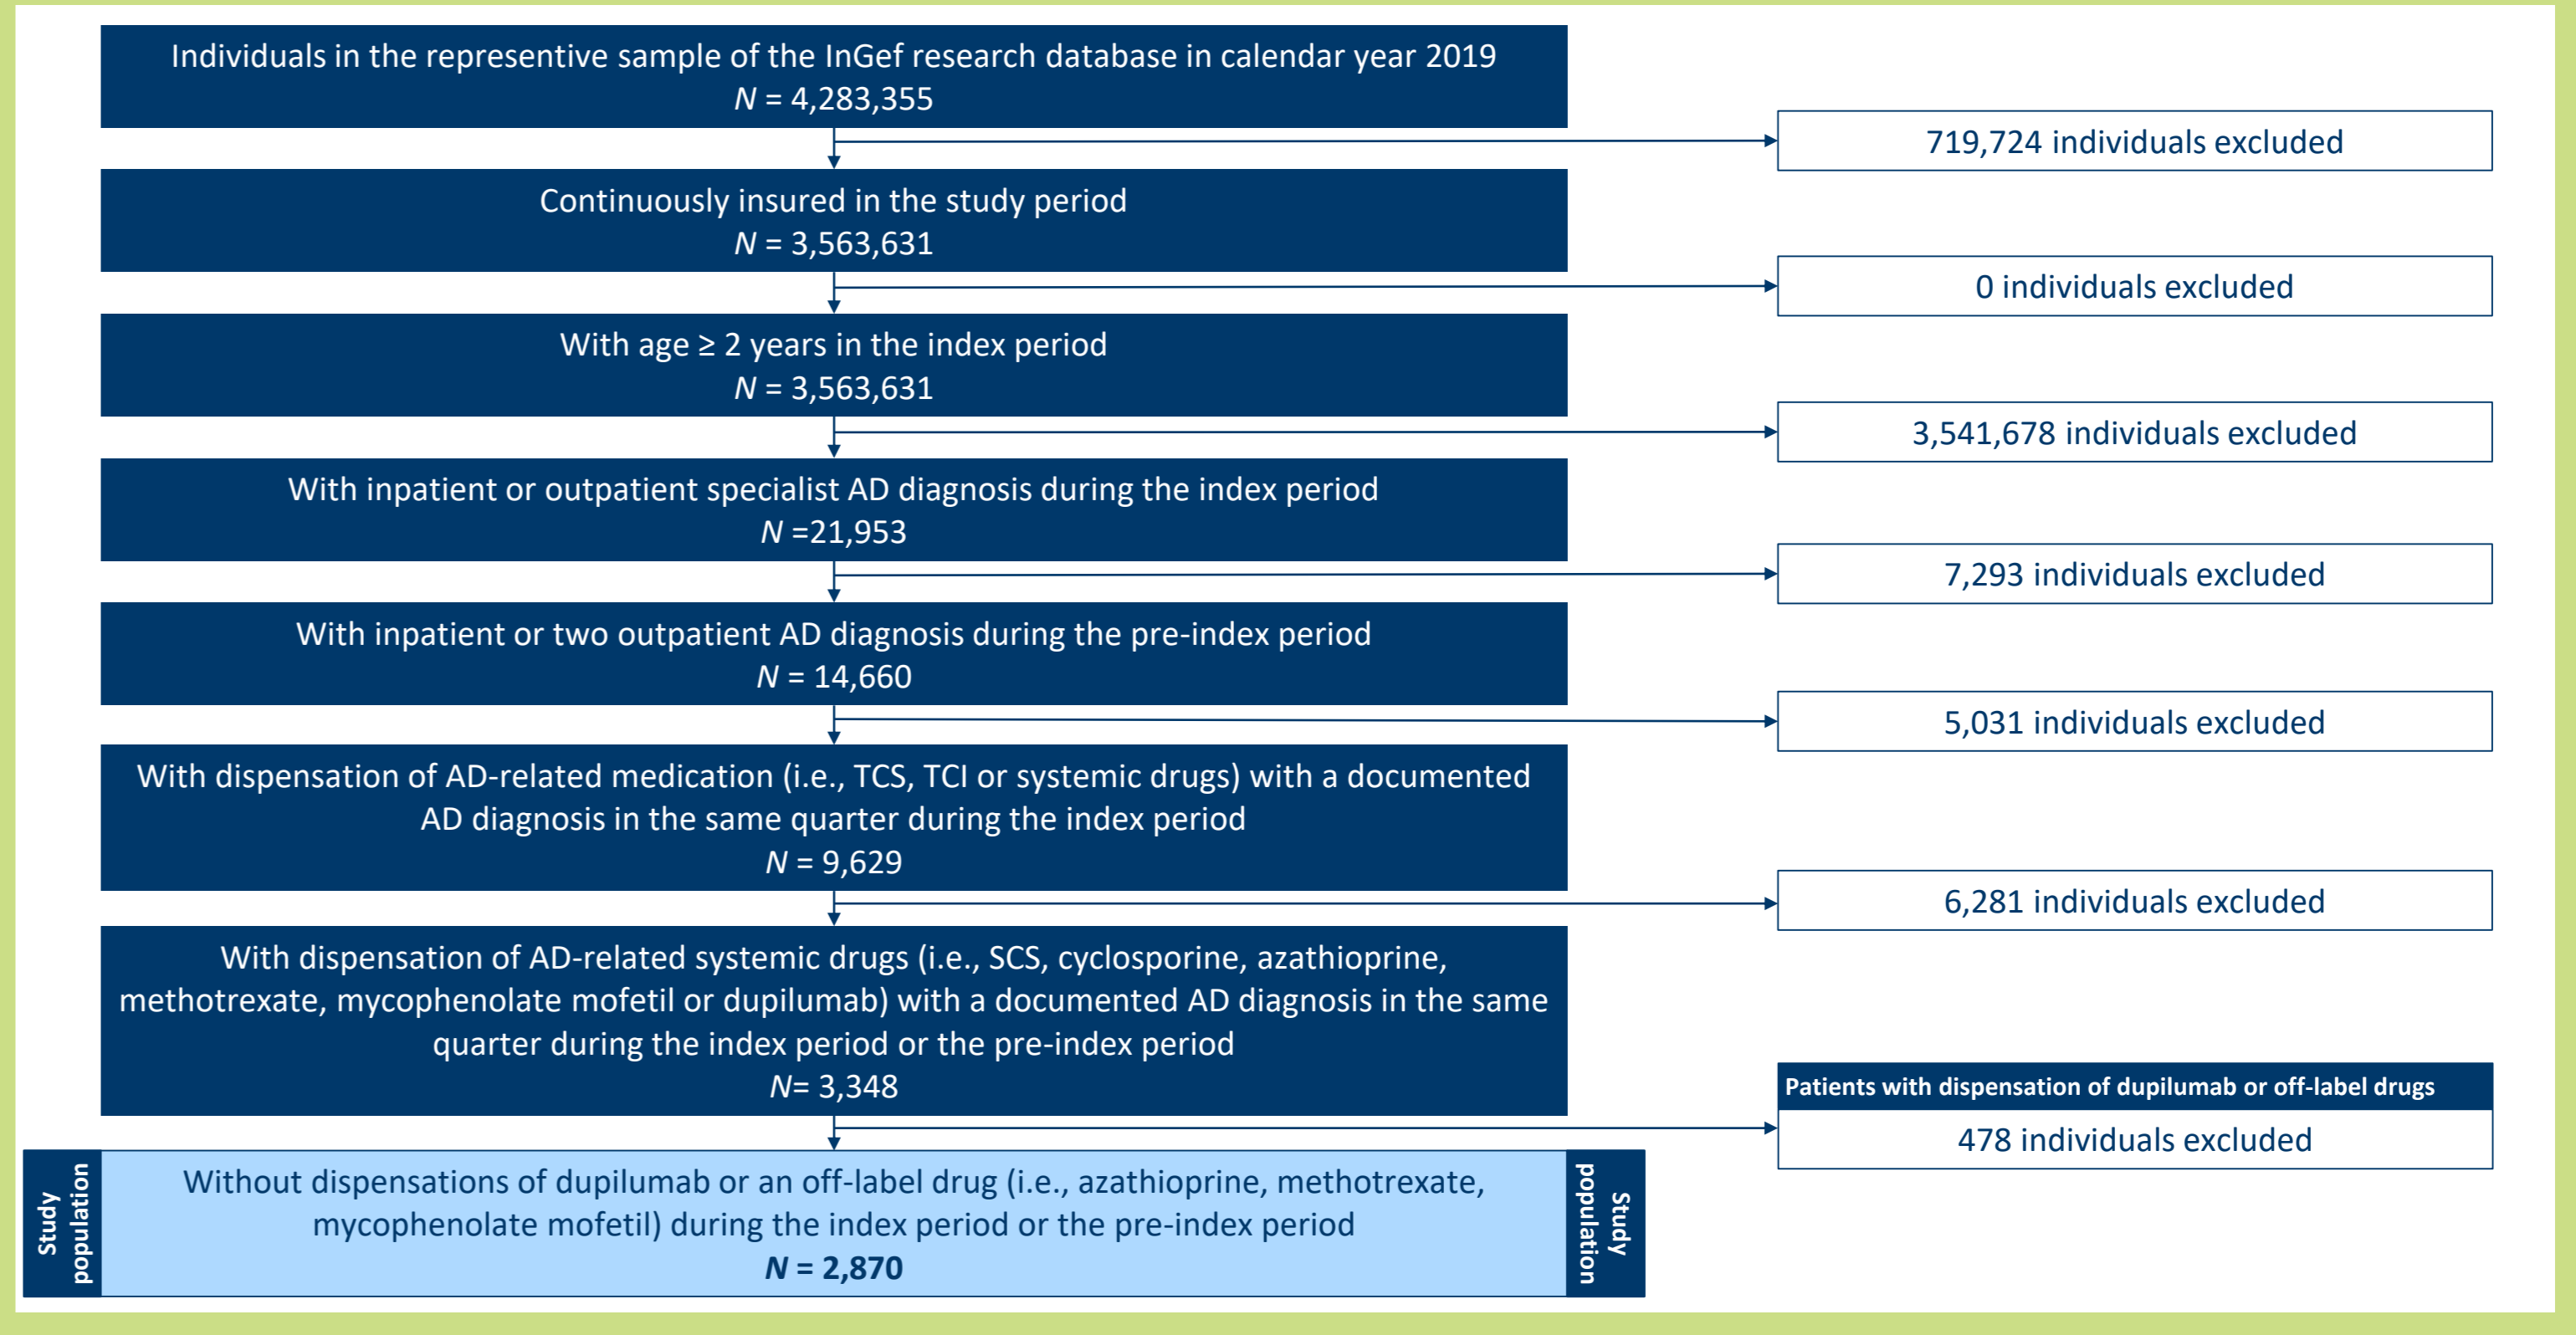 Individuals in the representive sample of the InGef research database in calendar year 2019
N = 4,283,355
719,724 individuals excluded
Continuously insured in the study period
N = 3,563,631
0 individuals excluded
With age ≥ 2 years in the index period
N = 3,563,631
3,541,678 individuals excluded
With inpatient or outpatient specialist AD diagnosis during the index period
N =21,953
7,293 individuals excluded
With inpatient or two outpatient AD diagnosis during the pre-index period
N = 14,660
5,031 individuals excluded
With dispensation of AD-related medication (i.e., TCS, TCI or systemic drugs) with a documented
AD diagnosis in the same quarter during the index period
N = 9,629
6,281 individuals excluded
With dispensation of AD-related systemic drugs (i.e., SCS, cyclosporine, azathioprine,
methotrexate, mycophenolate mofetil or dupilumab) with a documented AD diagnosis in the same
quarter during the index period or the pre-index period
N= 3,348
Patients with dispensation of dupilumab or off-label drugs
478 individuals excluded
Study
population
Without dispensations of dupilumab or an off-label drug (i.e., azathioprine, methotrexate,
mycophenolate mofetil) during the index period or the pre-index period
N = 2,870
Study
population